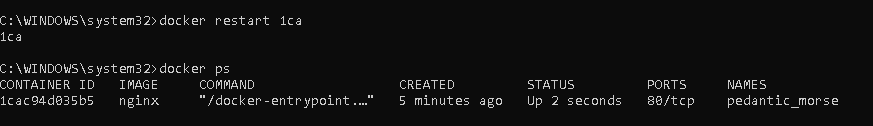 C:\WINDOWS\system32>docker restart 1ca
1ca
C:\WINDOWS\system32>docker ps
CONTAINER ID   IMAGE     COMMAND                  CREATED         STATUS         PORTS     NAMES
1cac94d035b5   nginx     "/docker-entrypoint.…"   5 minutes ago   Up 2 seconds   80/tcp    pedantic_morse